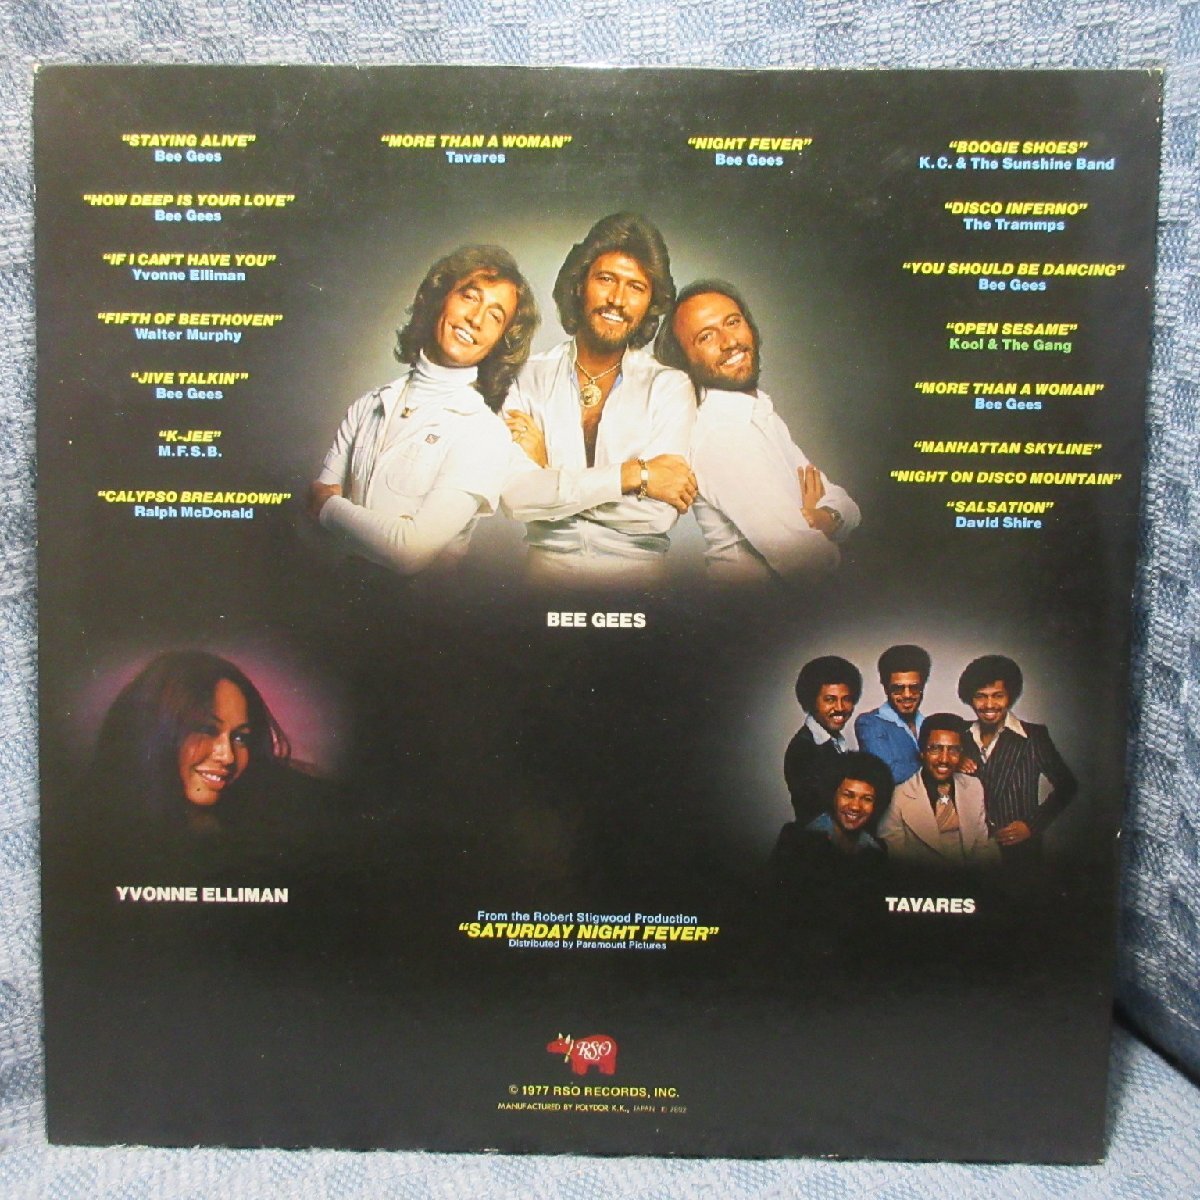 “STAYING ALIVE”
Bee Gees
“HOW DEEP IS YOUR LOVE”
Bee Gees
“IF I CAN'T HAVE YOU”
Yvonne Elliman
“FIFTH OF BEETHOVEN”
Walter Murphy
“JIVE TALKIN'”
Bee Gees
“K-JEE”
M.F.S.B.
“CALYPSO BREAKDOWN”
Ralph McDonald
“MORE THAN A WOMAN”
Tavares
“NIGHT FEVER”
Bee Gees
“BOOGIE SHOES”
K.C. & The Sunshine Band
“DISCO INFERNO”
The Trammps
“YOU SHOULD BE DANCING”
Bee Gees
“OPEN SESAME”
Kool & The Gang
“MORE THAN A WOMAN”
Bee Gees
“MANHATTAN SKYLINE”
“NIGHT ON DISCO MOUNTAIN”
“SALSATION”
David Shire
BEE GEES
YVONNE ELLIMAN
TAVARES
From the Robert Stigwood Production
“SATURDAY NIGHT FEVER”
Distributed by Paramount Pictures
RSO
© 1977 RSO RECORDS, INC.
MANUFACTURED BY POLYDOR K.K., JAPAN